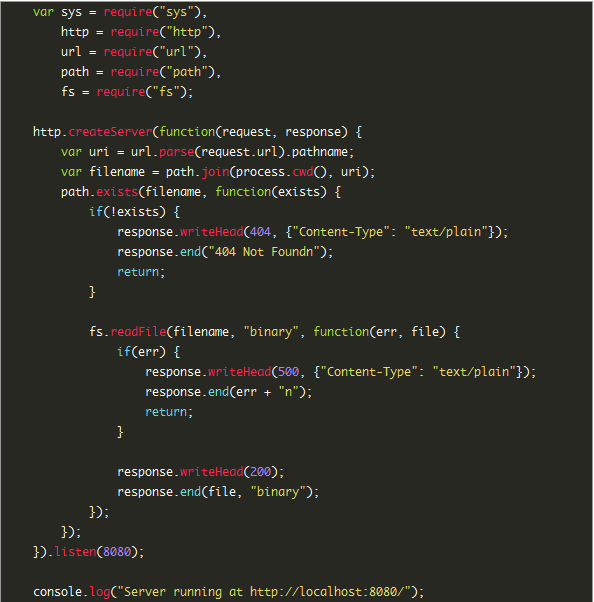 var sys = require("sys"),
    http = require("http"),
    url = require("url"),
    path = require("path"),
    fs = require("fs");

http.createServer(function(request, response) {
    var uri = url.parse(request.url).pathname;
    var filename = path.join(process.cwd(), uri);
    path.exists(filename, function(exists) {
        if(!exists) {
            response.writeHead(404, {"Content-Type": "text/plain"});
            response.end("404 Not Foundn");
            return;
        }

        fs.readFile(filename, "binary", function(err, file) {
            if(err) {
                response.writeHead(500, {"Content-Type": "text/plain"});
                response.end(err + "n");
                return;
            }

            response.writeHead(200);
            response.end(file, "binary");
        });
    });
}).listen(8080);

console.log("Server running at http://localhost:8080/");